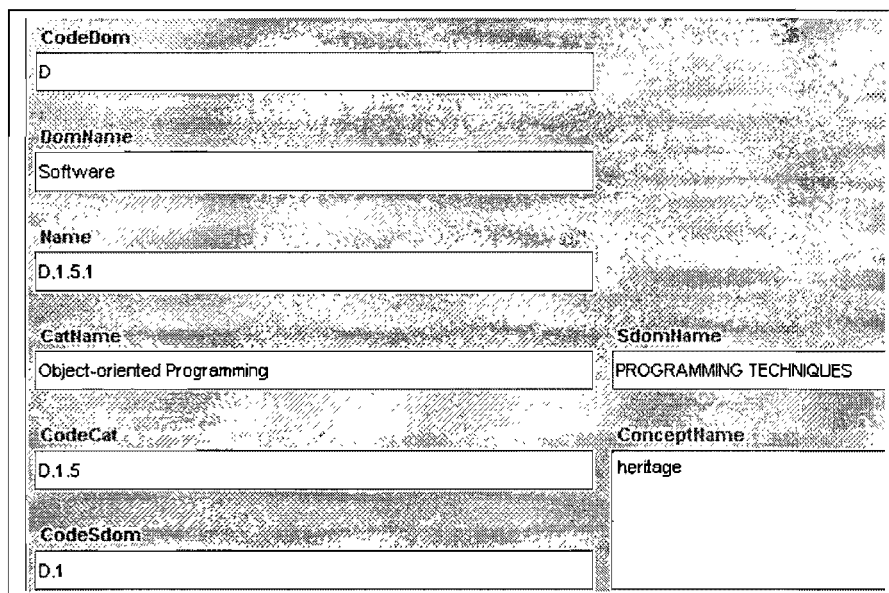 CodeDom
D
DomName
Software
Name
D.1.5.1
CatName
Object-oriented Programming
SdomName
PROGRAMMING TECHNIQUES
CodeCat
D.1.5
ConceptName
heritage
CodeSdom
D.1